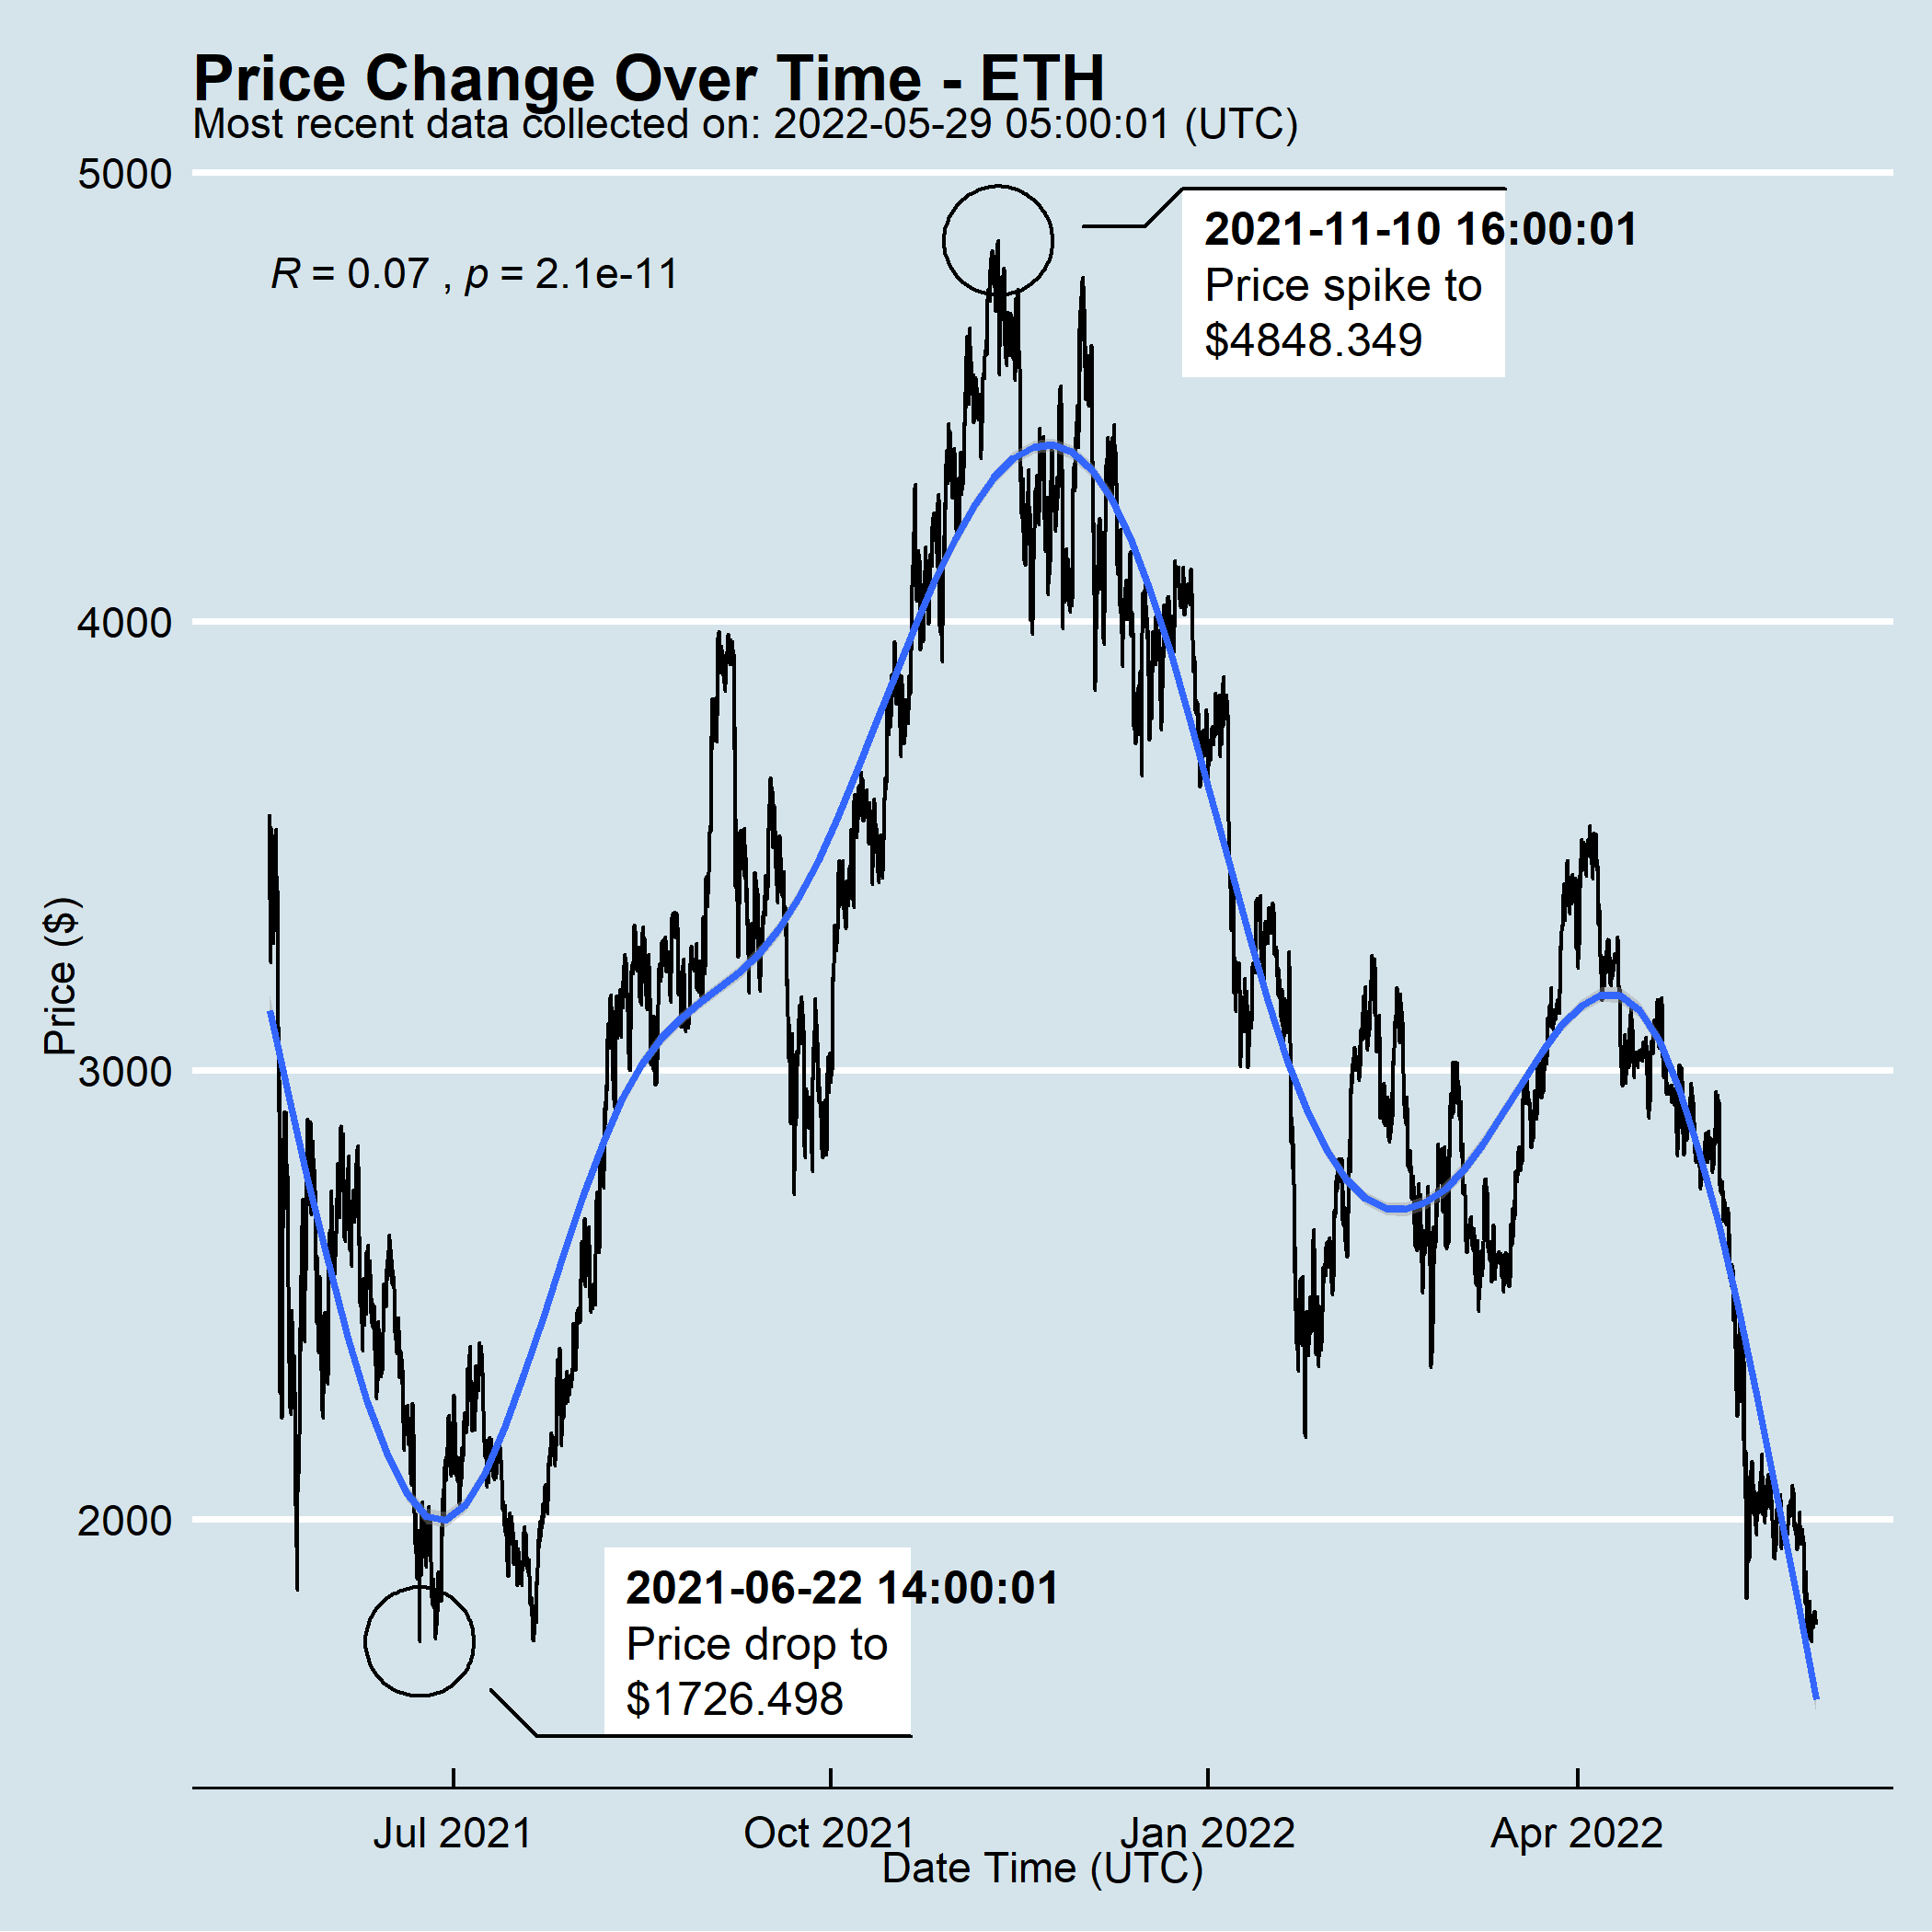 Price Change Over Time - ETH
Most recent data collected on: 2022-05-29 05:00:01 (UTC)
5000
2021-11-10 16:00:01
Price spike to
$4848.349
R = 0.07 , p = 2.1e-11
4000
Price ($)
3000
2000
2021-06-22 14:00:01
Price drop to
$1726.498
Jul 2021 Oct 2021 Jan 2022 Apr 2022
Date Time (UTC)